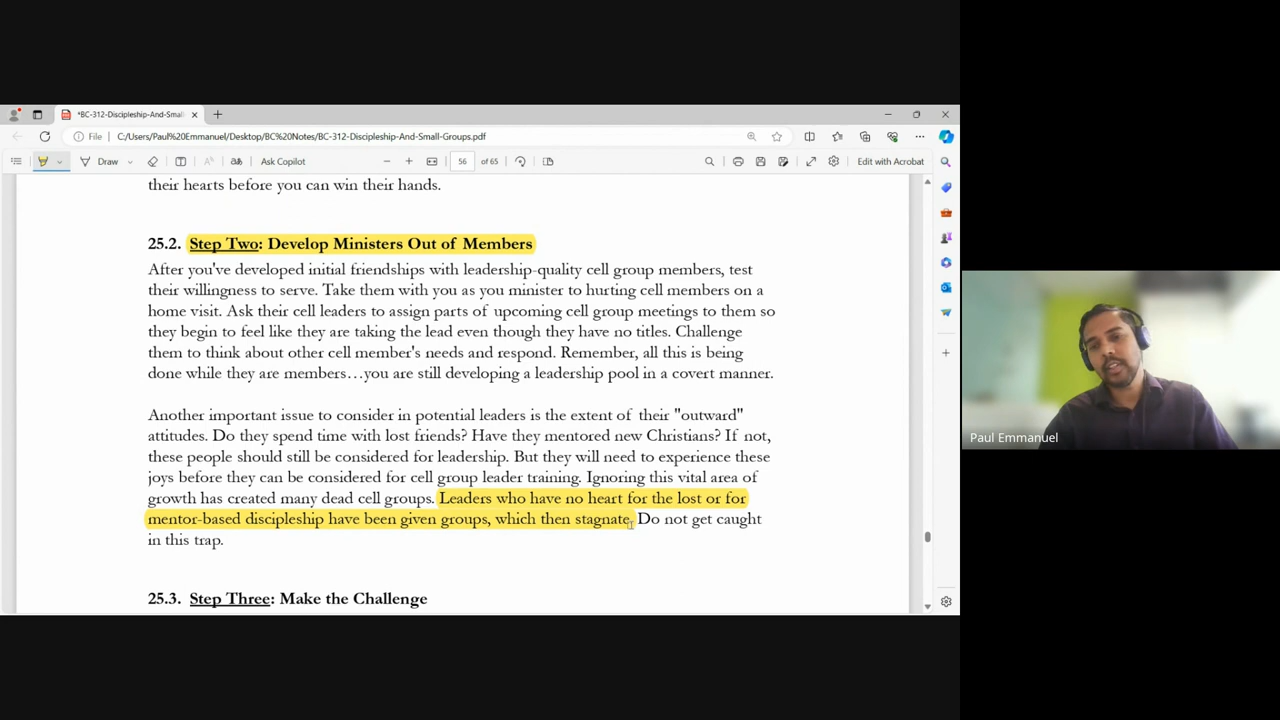 *BC-312-Discipleship-And-Smal
File
C:/Users/Paul%20Emmanuel/Desktop/BC%20Notes/BC-312-Discipleship-And-Small-Groups.pdf
Draw
Ask Copilot
56 of 65
Edit with Acrobat
their hearts before you can win their hands.
25.2. Step Two: Develop Ministers Out of Members
After you've developed initial friendships with leadership-quality cell group members, test
their willingness to serve. Take them with you as you minister to hurting cell members on a
home visit. Ask their cell leaders to assign parts of upcoming cell group meetings to them so
they begin to feel like they are taking the lead even though they have no titles. Challenge
them to think about other cell member's needs and respond. Remember, all this is being
done while they are members…you are still developing a leadership pool in a covert manner.
Another important issue to consider in potential leaders is the extent of their "outward"
attitudes. Do they spend time with lost friends? Have they mentored new Christians? If not,
these people should still be considered for leadership. But they will need to experience these
joys before they can be considered for cell group leader training. Ignoring this vital area of
growth has created many dead cell groups. Leaders who have no heart for the lost or for
mentor-based discipleship have been given groups, which then stagnate. Do not get caught
in this trap.
25.3. Step Three: Make the Challenge
Paul Emmanuel